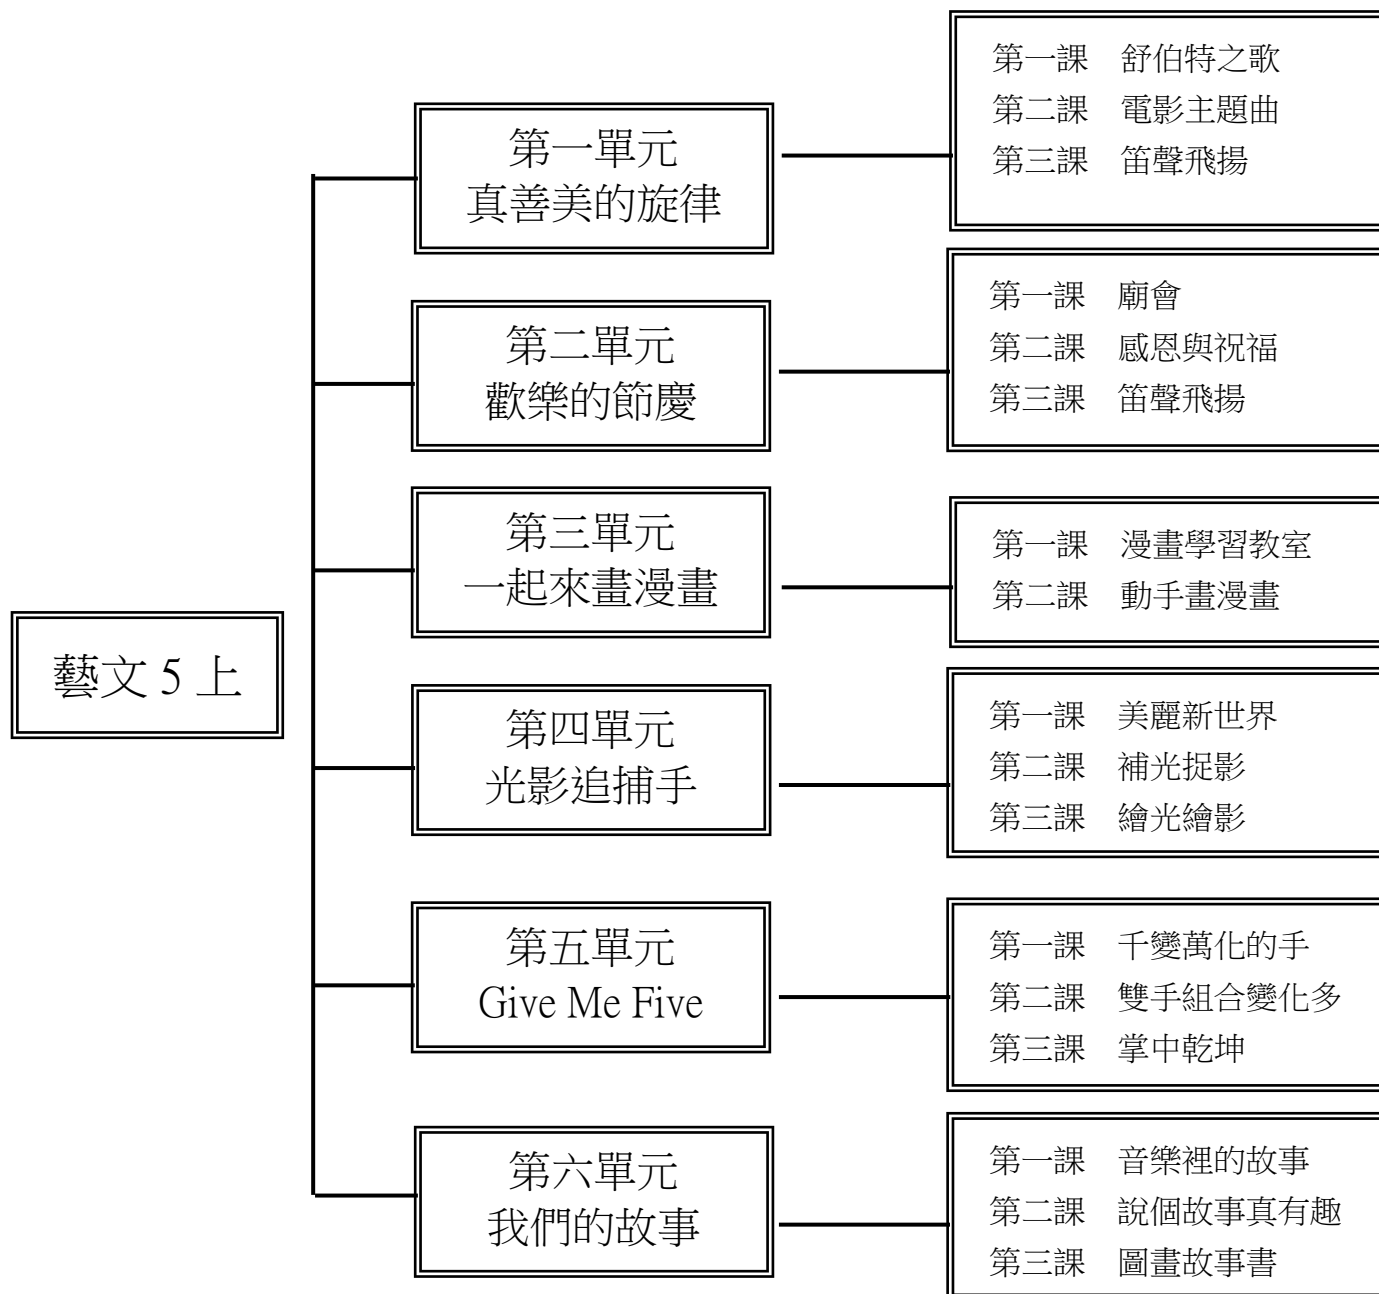 藝文 5 上
第一單元
真善美的旋律
第一課　舒伯特之歌
第二課　電影主題曲
第三課　笛聲飛揚
第二單元
歡樂的節慶
第一課　廟會
第二課　感恩與祝福
第三課　笛聲飛揚
第三單元
一起來畫漫畫
第一課　漫畫學習教室
第二課　動手畫漫畫
第四單元
光影追捕手
第一課　美麗新世界
第二課　補光捉影
第三課　繪光繪影
第五單元
Give Me Five
第一課　千變萬化的手
第二課　雙手組合變化多
第三課　掌中乾坤
第六單元
我們的故事
第一課　音樂裡的故事
第二課　說個故事真有趣
第三課　圖畫故事書